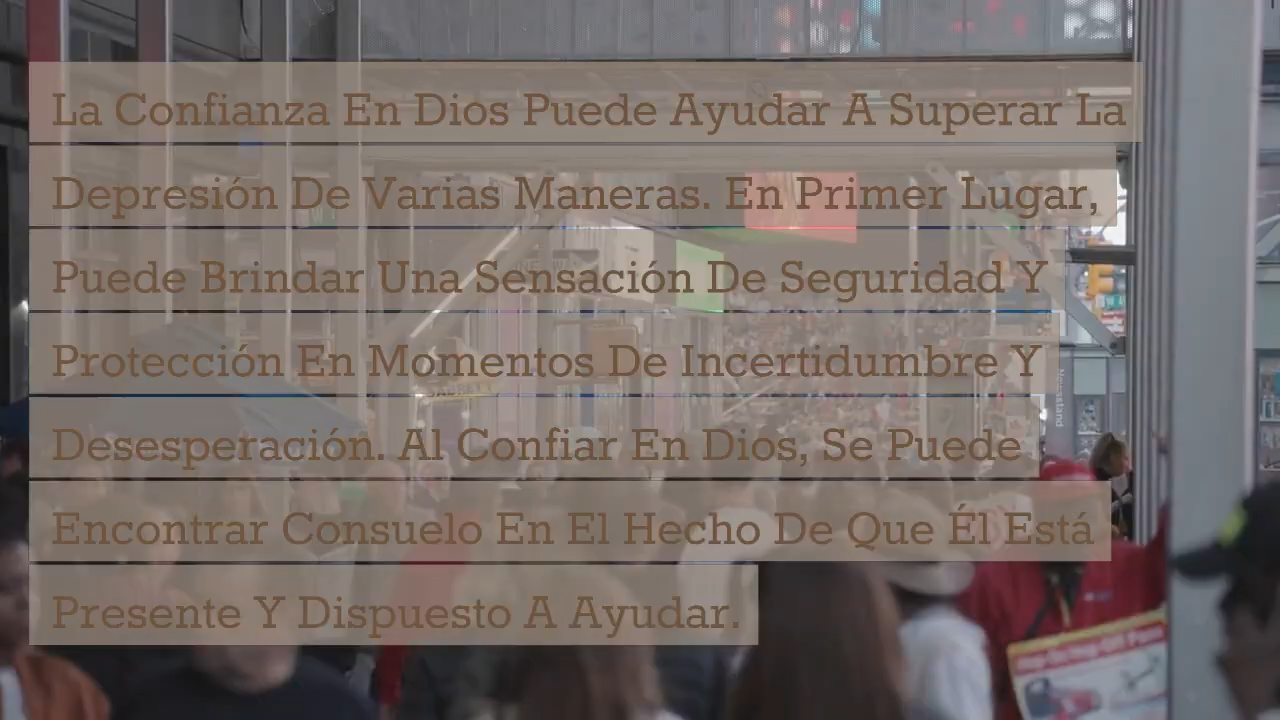 La Confianza En Dios Puede Ayudar A Superar La
Depresión De Varias Maneras. En Primer Lugar,
Puede Brindar Una Sensación De Seguridad Y
Protección En Momentos De Incertidumbre Y
Desesperación. Al Confiar En Dios, Se Puede
Encontrar Consuelo En El Hecho De Que Él Está
Presente Y Dispuesto A Ayudar.
Newsstand